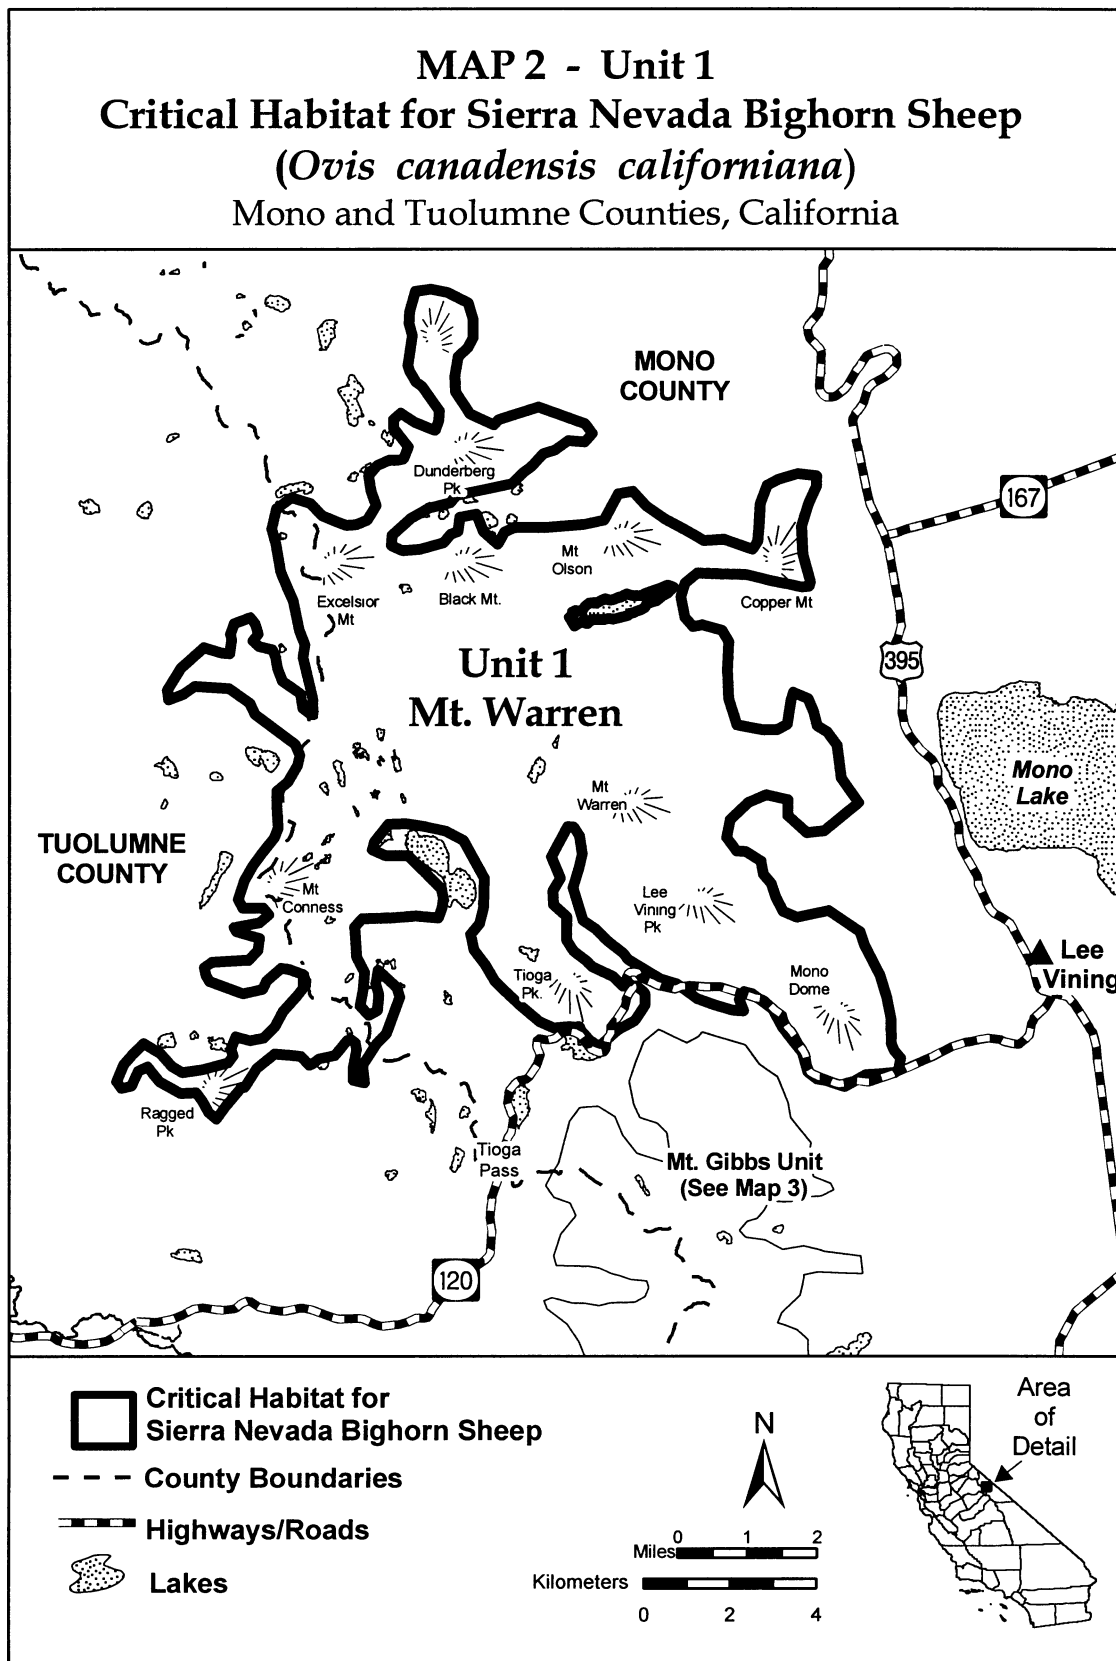 MAP 2 - Unit 1
Critical Habitat for Sierra Nevada Bighorn Sheep
(Ovis canadensis californiana)
Mono and Tuolumne Counties, California
MONO
COUNTY
167
Dunderberg
Pk
Mt
Olson
Excelsior
Mt
Black Mt.
Copper Mt
395
Unit 1
Mt. Warren
Mono
Lake
Mt
Warren
TUOLUMNE
COUNTY
Mt
Conness
Lee
Vining
Pk
Lee
Vining
Tioga
Pk.
Mono
Dome
Ragged
Pk
Tioga
Pass
Mt. Gibbs Unit
(See Map 3)
120
Critical Habitat for
Sierra Nevada Bighorn Sheep
County Boundaries
Highways/Roads
Lakes
N
0 1 2
Miles
Kilometers
0 2 4
Area
of
Detail